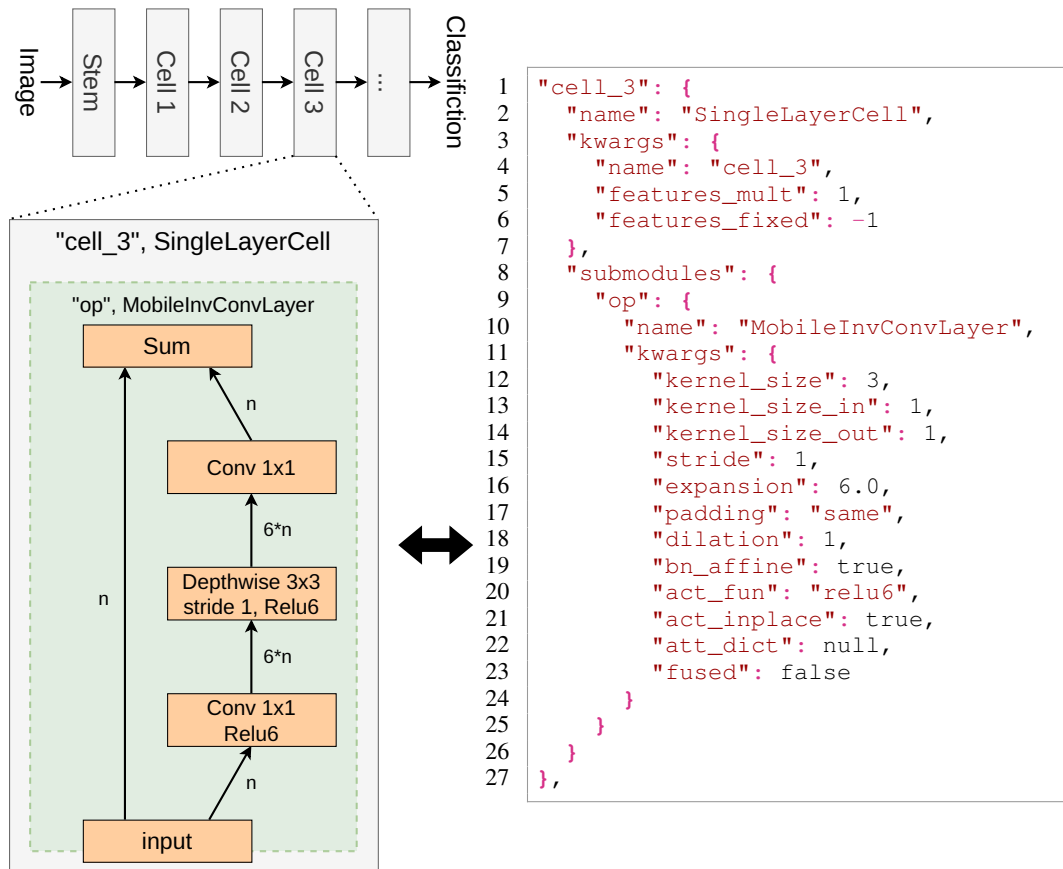 Image
Stem
Cell 1
Cell 2
Cell 3
...
Classifiction
"cell_3", SingleLayerCell
"op", MobileInvConvLayer
Sum
n
Conv 1x1
6*n
n
Depthwise 3x3
stride 1, Relu6
6*n
Conv 1x1
Relu6
n
input
1 "cell_3": {
2 "name": "SingleLayerCell",
3 "kwargs": {
4 "name": "cell_3",
5 "features_mult": 1,
6 "features_fixed": -1
7 },
8 "submodules": {
9 "op": {
10 "name": "MobileInvConvLayer",
11 "kwargs": {
12 "kernel_size": 3,
13 "kernel_size_in": 1,
14 "kernel_size_out": 1,
15 "stride": 1,
16 "expansion": 6.0,
17 "padding": "same",
18 "dilation": 1,
19 "bn_affine": true,
20 "act_fun": "relu6",
21 "act_inplace": true,
22 "att_dict": null,
23 "fused": false
24 }
25 }
26 }
27 },